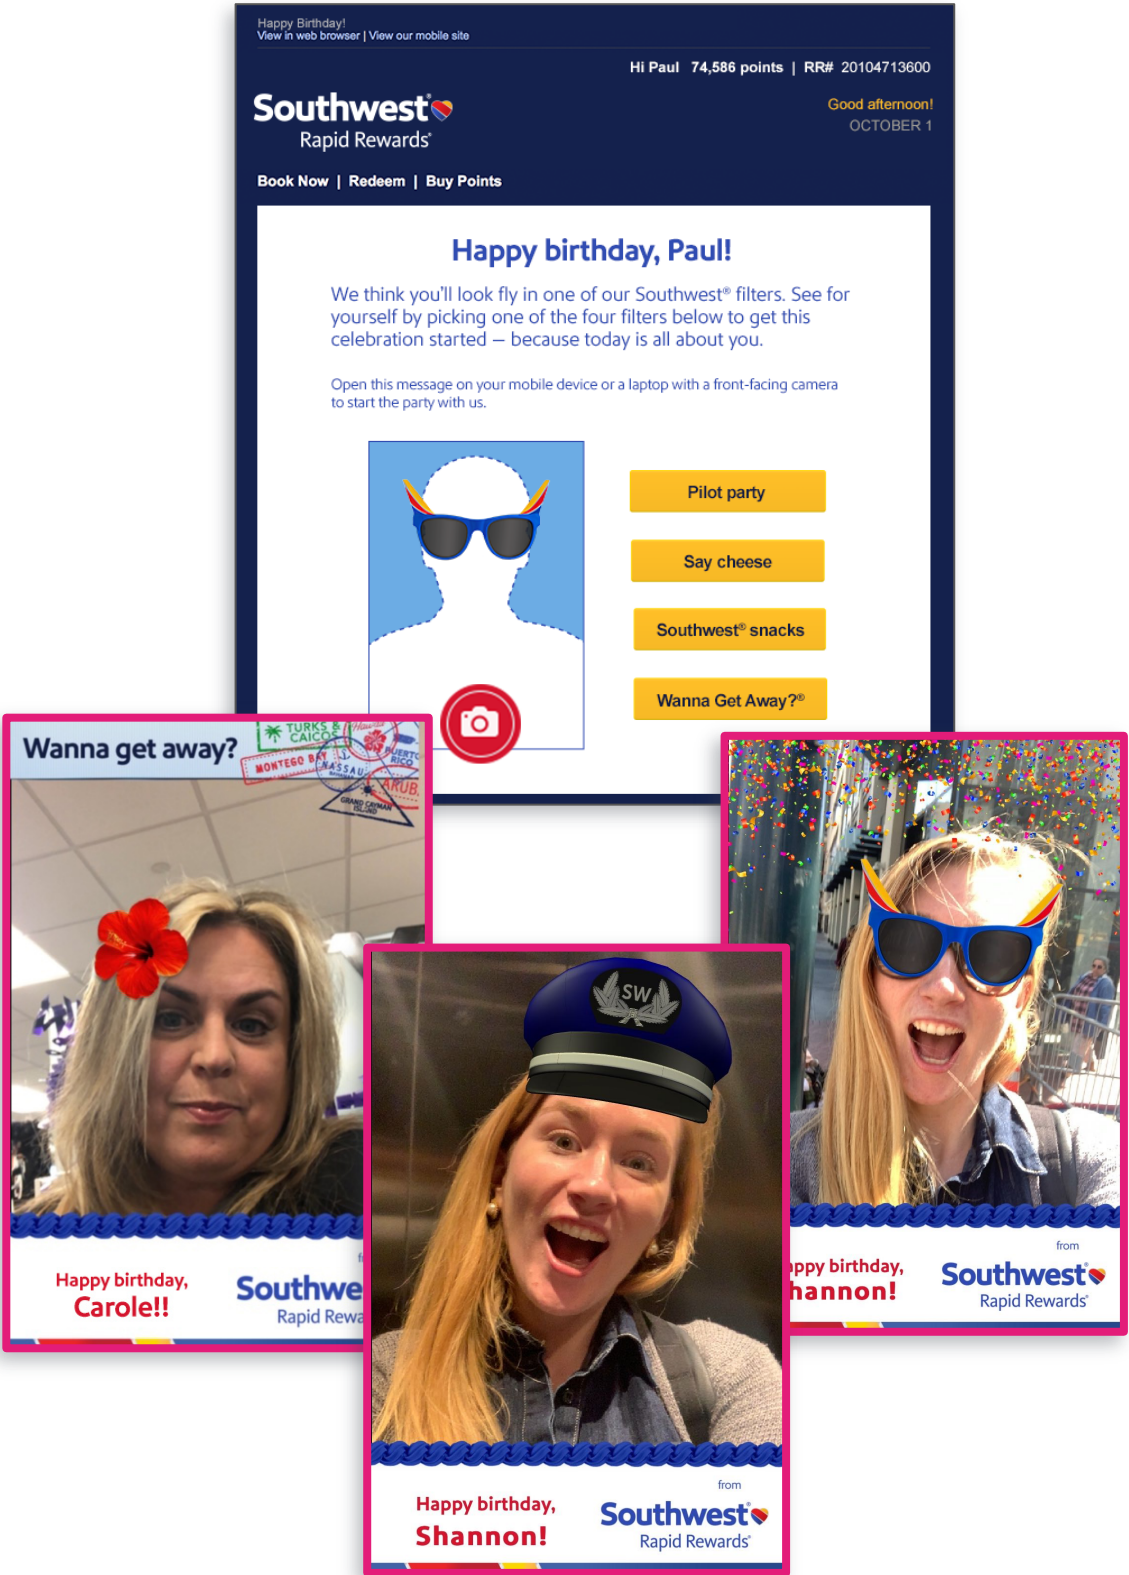 Happy Birthday!
View in web browser | View our mobile site
Hi Paul 74,586 points | RR# 20104713600
Southwest®
Rapid Rewards®
Good afternoon!
OCTOBER 1
Book Now | Redeem | Buy Points
Happy birthday, Paul!
We think you'll look fly in one of our Southwest® filters. See for
yourself by picking one of the four filters below to get this
celebration started – because today is all about you.
Open this message on your mobile device or a laptop with a front-facing camera
to start the party with us.
Pilot party
Say cheese
Southwest® snacks
Wanna Get Away?®
Wanna get away?
TURKS &
CAICOS
Hawaii
MONTEGO BAY
NASSAU
PUERTO
RICO
ARUB
GRAND CAYMAN
ISLAND
Happy birthday,
Carole!!
Southwe
Rapid Rewa
SW
Happy birthday,
Shannon!
from
Southwest®
Rapid Rewards®
ppy birthday,
hannon!
from
Southwest®
Rapid Rewards®